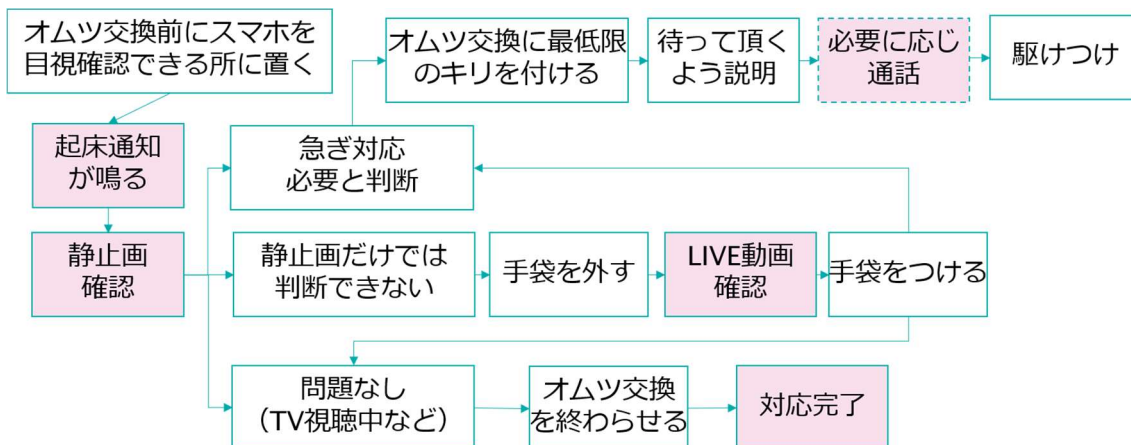 オムツ交換前にスマホを
目視確認できる所に置く
起床通知
が鳴る
静止画
確認
急ぎ対応
必要と判断
オムツ交換に最低限
のキリを付ける
待って頂く
よう説明
必要に応じ
通話
駆けつけ
静止画だけでは
判断できない
手袋を外す
LIVE動画
確認
手袋をつける
問題なし
（TV視聴中など）
オムツ交換
を終わらせる
対応完了